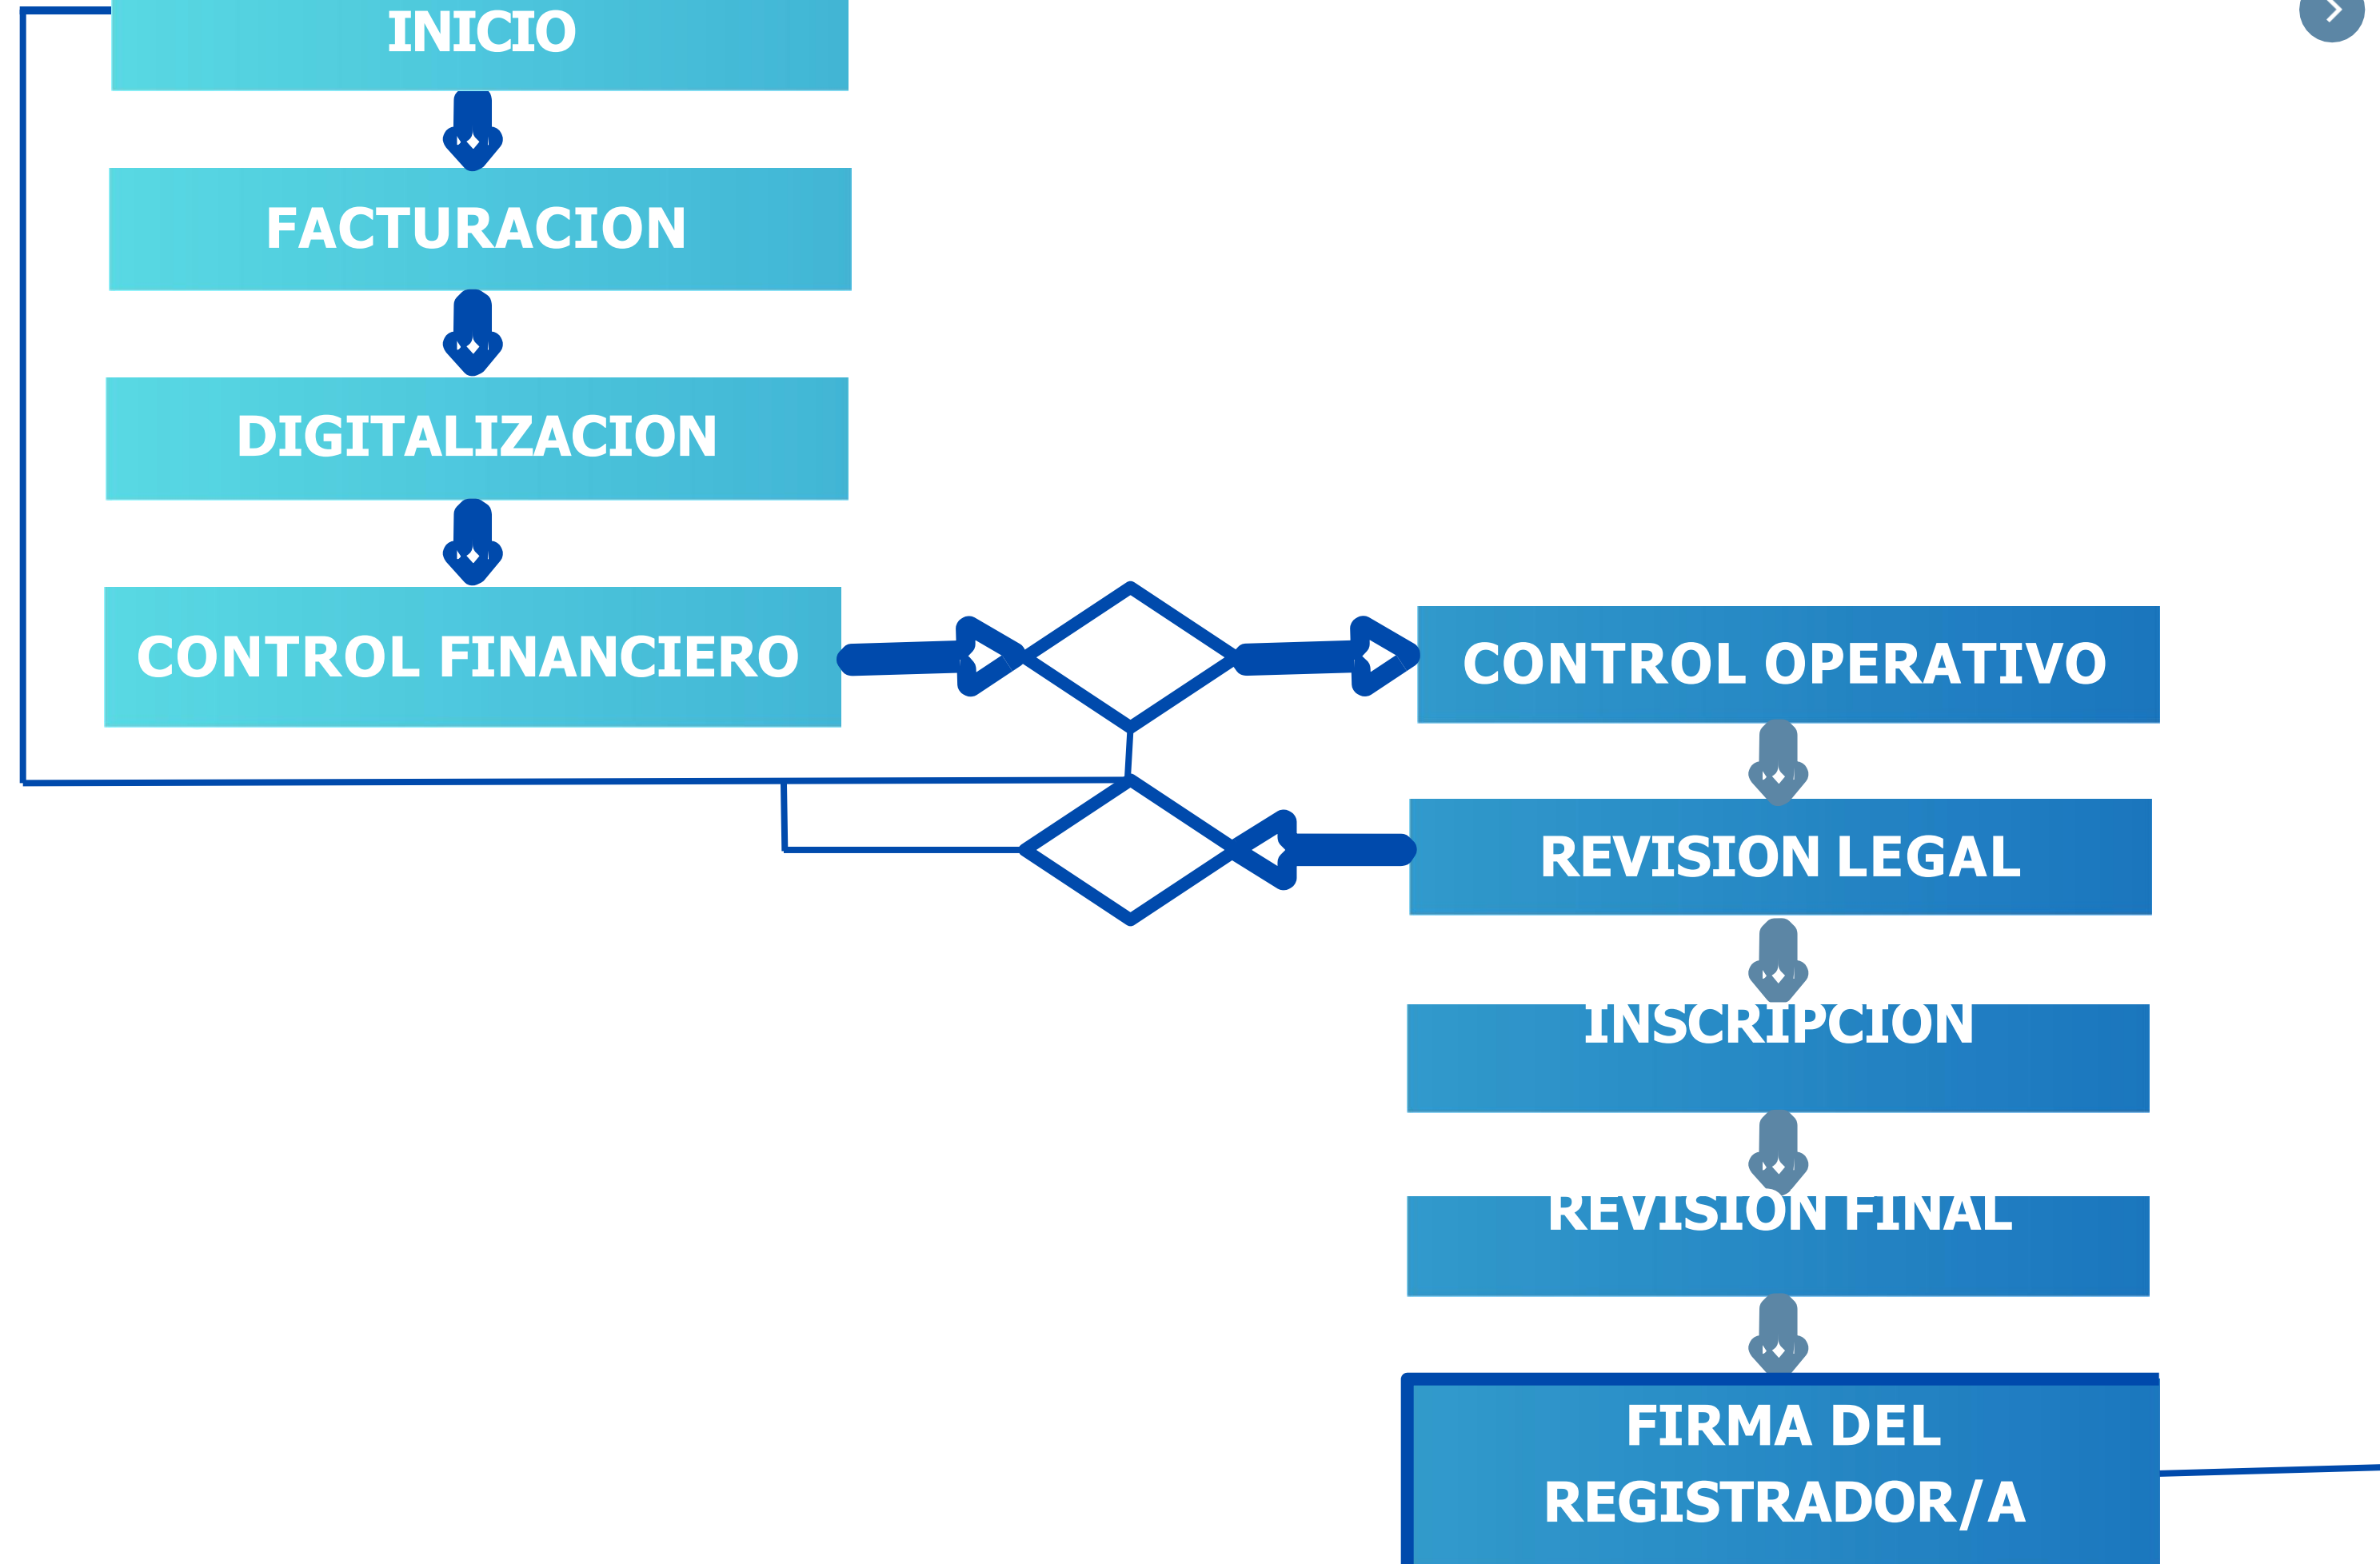 INICIO
FACTURACION
DIGITALIZACION
CONTROL FINANCIERO
CONTROL OPERATIVO
REVISION LEGAL
INSCRIPCION
REVISION FINAL
FIRMA DEL
REGISTRADOR/A